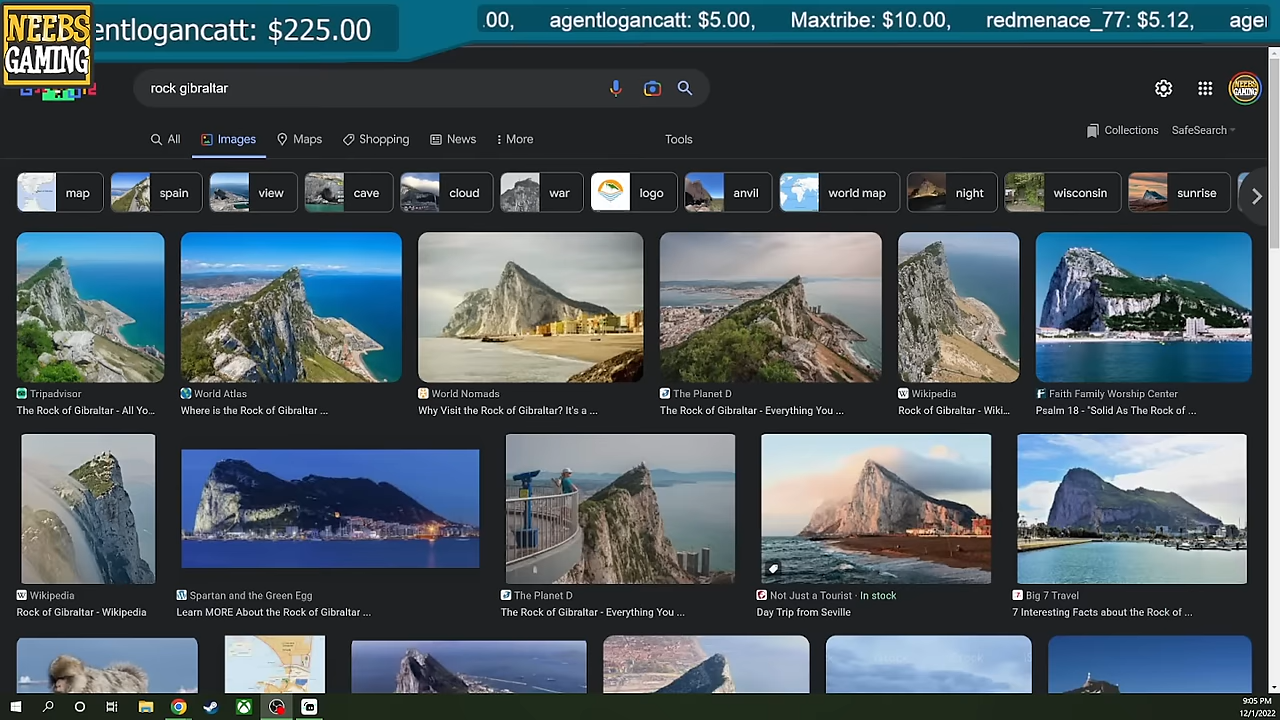 NEEBS
GAMING
entlogancatt: $225.00
.00, agentlogancatt: $5.00, Maxtribe: $10.00, redmenace_77: $5.12, age
rock gibraltar
All Images Maps Shopping News More Tools
Collections SafeSearch
map spain view cave cloud war logo anvil world map night wisconsin sunrise
Tripadvisor
The Rock of Gibraltar - All Yo...
World Atlas
Where is the Rock of Gibraltar ...
World Nomads
Why Visit the Rock of Gibraltar? It's a ...
The Planet D
The Rock of Gibraltar - Everything You ...
Wikipedia
Rock of Gibraltar - Wiki...
Faith Family Worship Center
Psalm 18 - "Solid As The Rock of ...
Wikipedia
Rock of Gibraltar - Wikipedia
Spartan and the Green Egg
Learn MORE About the Rock of Gibraltar ...
The Planet D
The Rock of Gibraltar - Everything You ...
Not Just a Tourist · In stock
Day Trip from Seville
Big 7 Travel
7 Interesting Facts about the Rock of ...
9:05 PM
12/1/2022